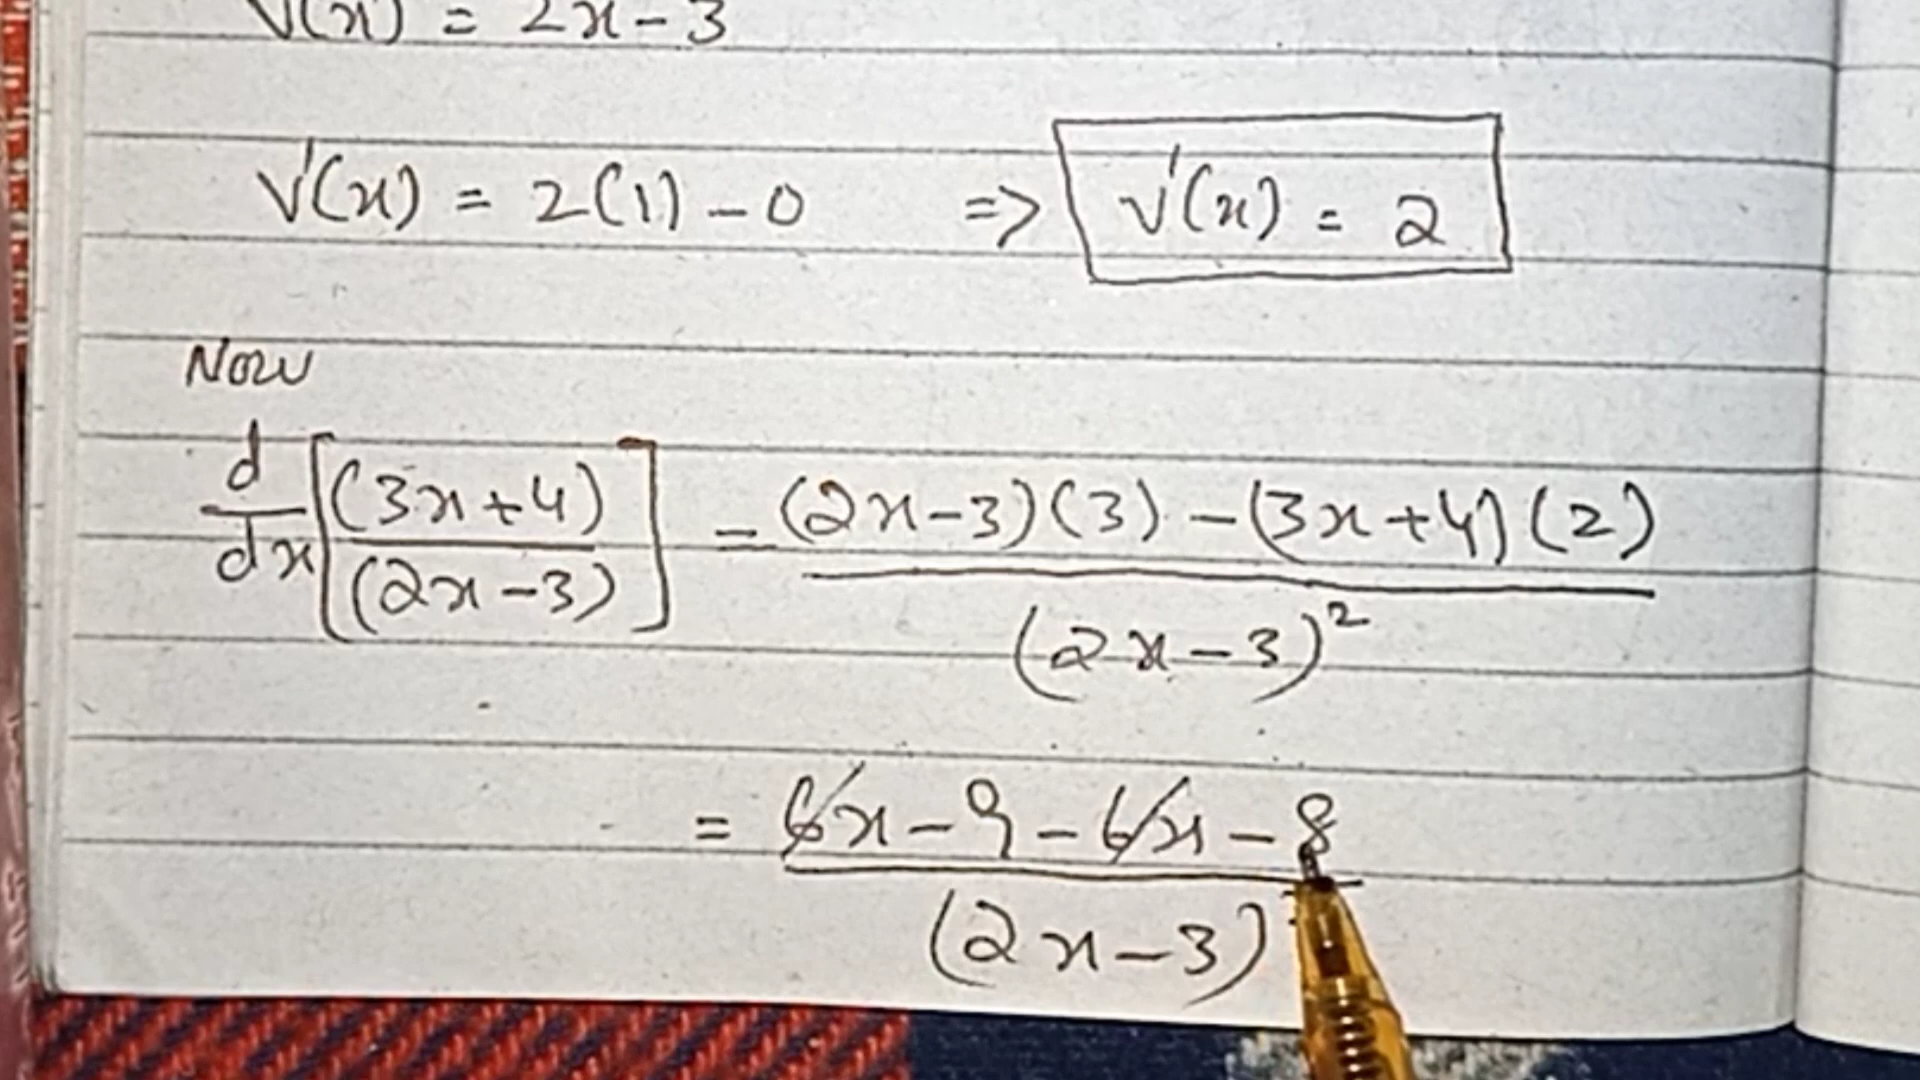 V(x) = 2x - 3
V'(x) = 2(1) - 0 => V'(x) = 2
Now
d/dx [(3x+4)/(2x-3)] = ((2x-3)(3) - (3x+4)(2))/(2x-3)²
= (6x - 9 - 6x - 8)/(2x-3)